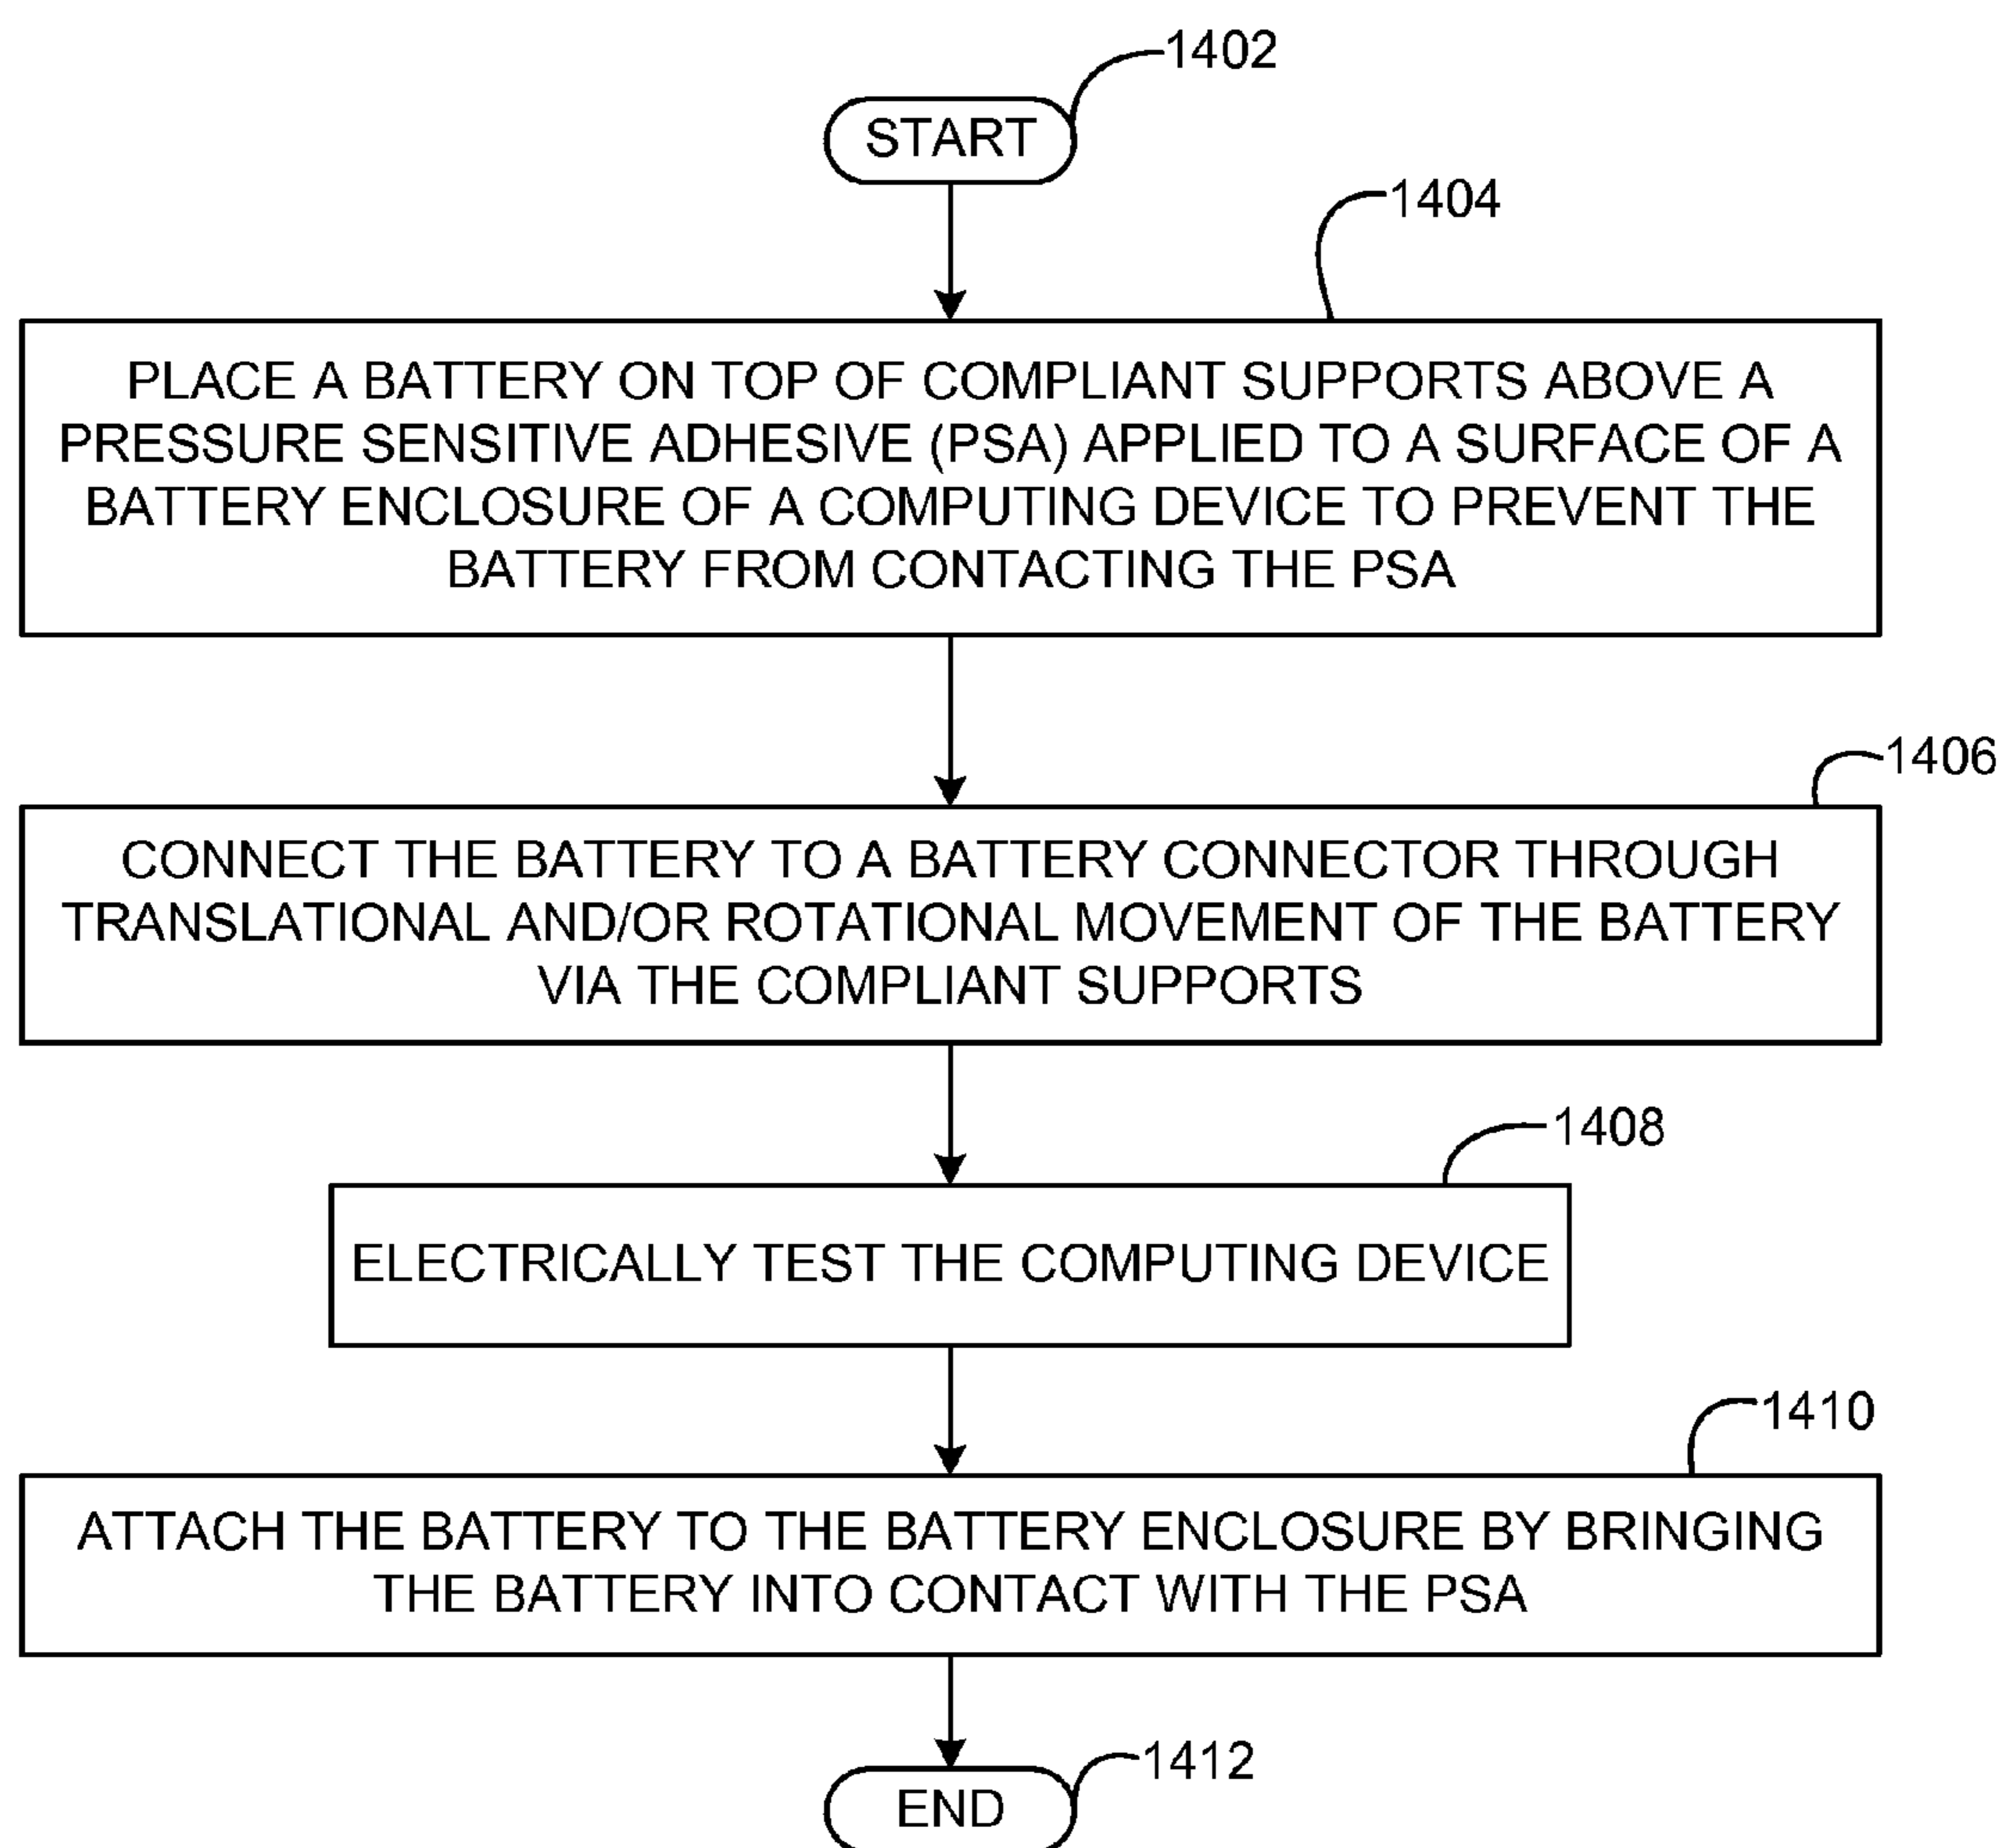 1402
START
1404
PLACE A BATTERY ON TOP OF COMPLIANT SUPPORTS ABOVE A
PRESSURE SENSITIVE ADHESIVE (PSA) APPLIED TO A SURFACE OF A
BATTERY ENCLOSURE OF A COMPUTING DEVICE TO PREVENT THE
BATTERY FROM CONTACTING THE PSA
1406
CONNECT THE BATTERY TO A BATTERY CONNECTOR THROUGH
TRANSLATIONAL AND/OR ROTATIONAL MOVEMENT OF THE BATTERY
VIA THE COMPLIANT SUPPORTS
1408
ELECTRICALLY TEST THE COMPUTING DEVICE
1410
ATTACH THE BATTERY TO THE BATTERY ENCLOSURE BY BRINGING
THE BATTERY INTO CONTACT WITH THE PSA
1412
END